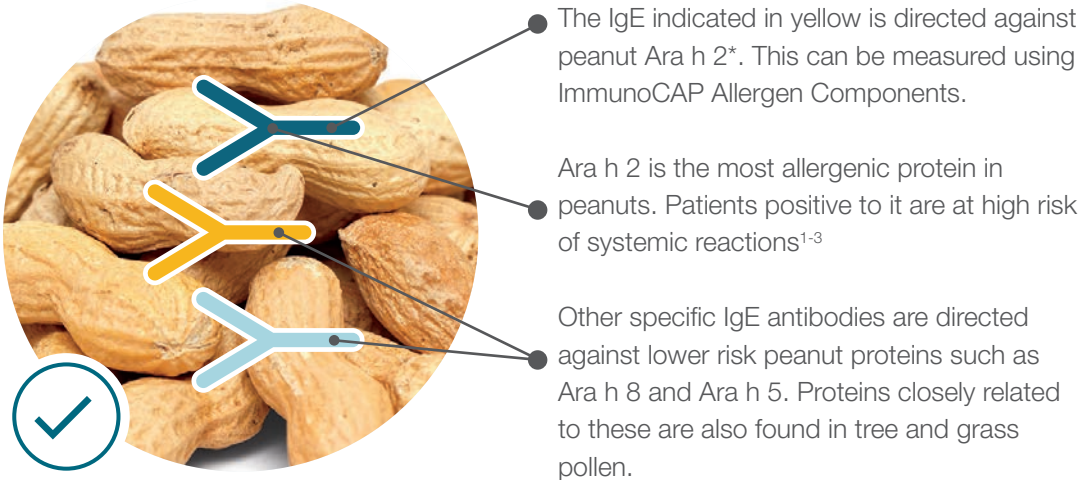 The IgE indicated in yellow is directed against
peanut Ara h 2*. This can be measured using
ImmunoCAP Allergen Components.
Ara h 2 is the most allergenic protein in
peanuts. Patients positive to it are at high risk
of systemic reactions1-3
Other specific IgE antibodies are directed
against lower risk peanut proteins such as
Ara h 8 and Ara h 5. Proteins closely related
to these are also found in tree and grass
pollen.